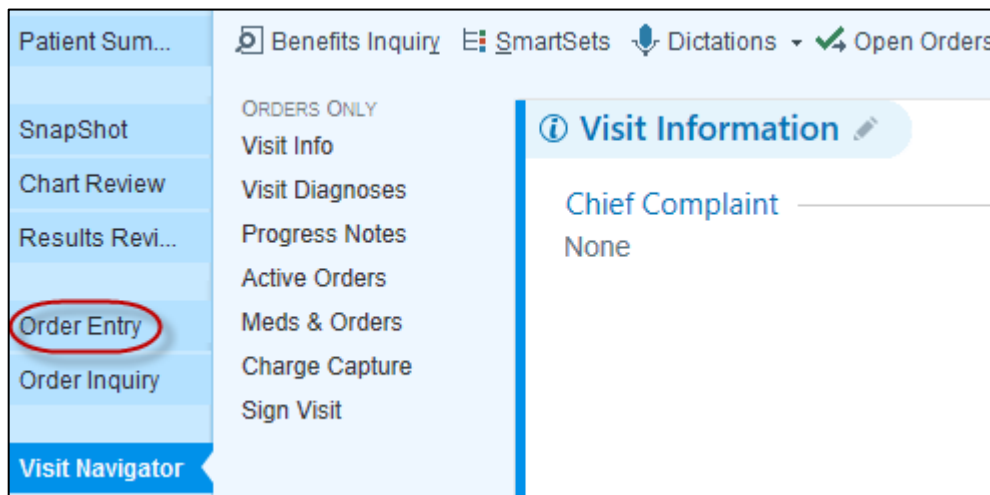 Patient Sum...
SnapShot
Chart Review
Results Revi...
Order Entry
Order Inquiry
Visit Navigator
Benefits Inquiry SmartSets Dictations Open Orders
ORDERS ONLY
Visit Info
Visit Diagnoses
Progress Notes
Active Orders
Meds & Orders
Charge Capture
Sign Visit
Visit Information
Chief Complaint
None